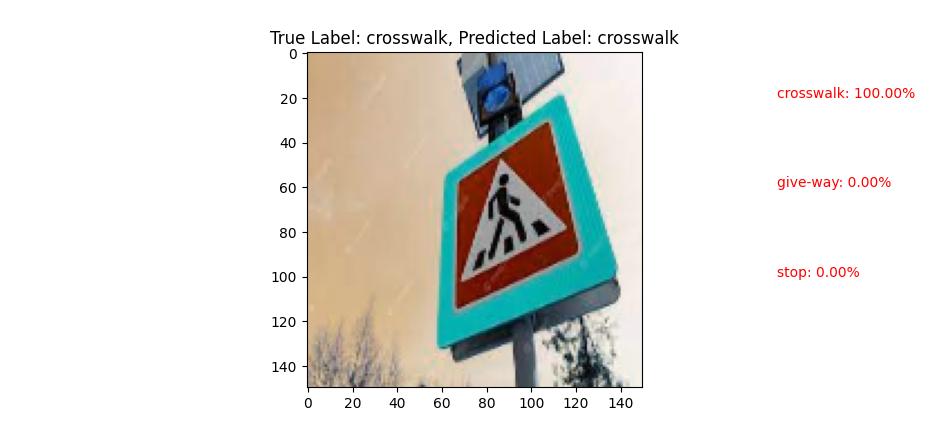 True Label: crosswalk, Predicted Label: crosswalk
0
20
40
60
80
100
120
140
0 20 40 60 80 100 120 140
crosswalk: 100.00%
give-way: 0.00%
stop: 0.00%